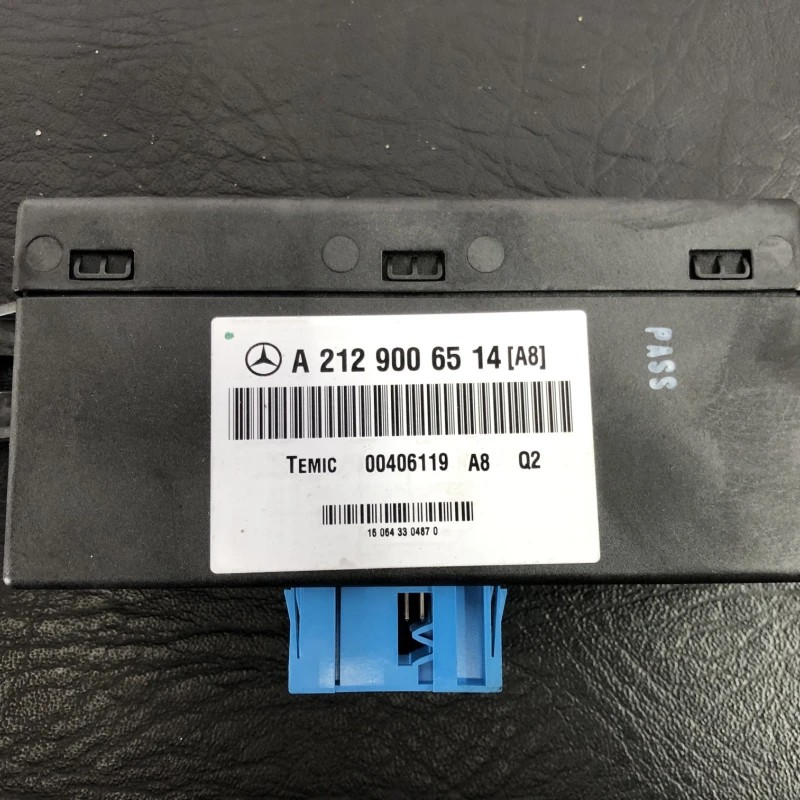 A 212 900 65 14 [A8]
PASS
TEMIC 00406119 A8 Q2
16 064 33 0487 0